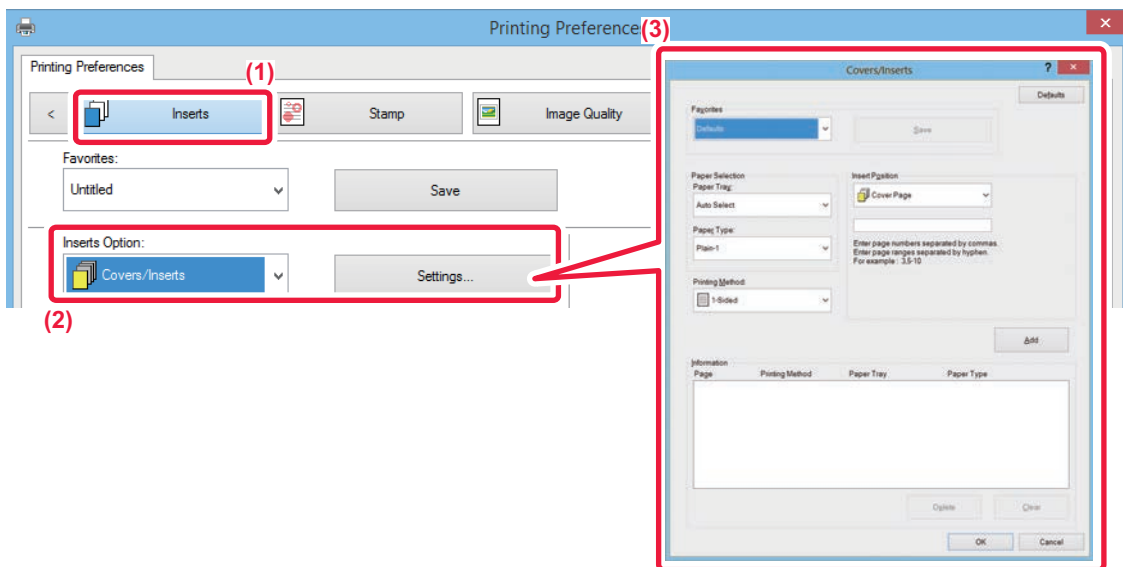 Printing Preferences
(3)
Printing Preferences
(1)
< Inserts Stamp Image Quality
Favorites:
Untitled Save
Inserts Option:
Covers/Inserts Settings...
(2)
Covers/Inserts ? ×
Defaults
Favorites
Defaults Save
Paper Selection
Paper Tray:
Auto Select
Paper Type:
Plain-1
Printing Method:
1-Sided
Insert Position
Cover Page
Enter page numbers separated by commas.
Enter page ranges separated by hyphen.
For example : 3,5-10
Add
Information
Page Printing Method Paper Tray Paper Type
Delete Clear
OK Cancel